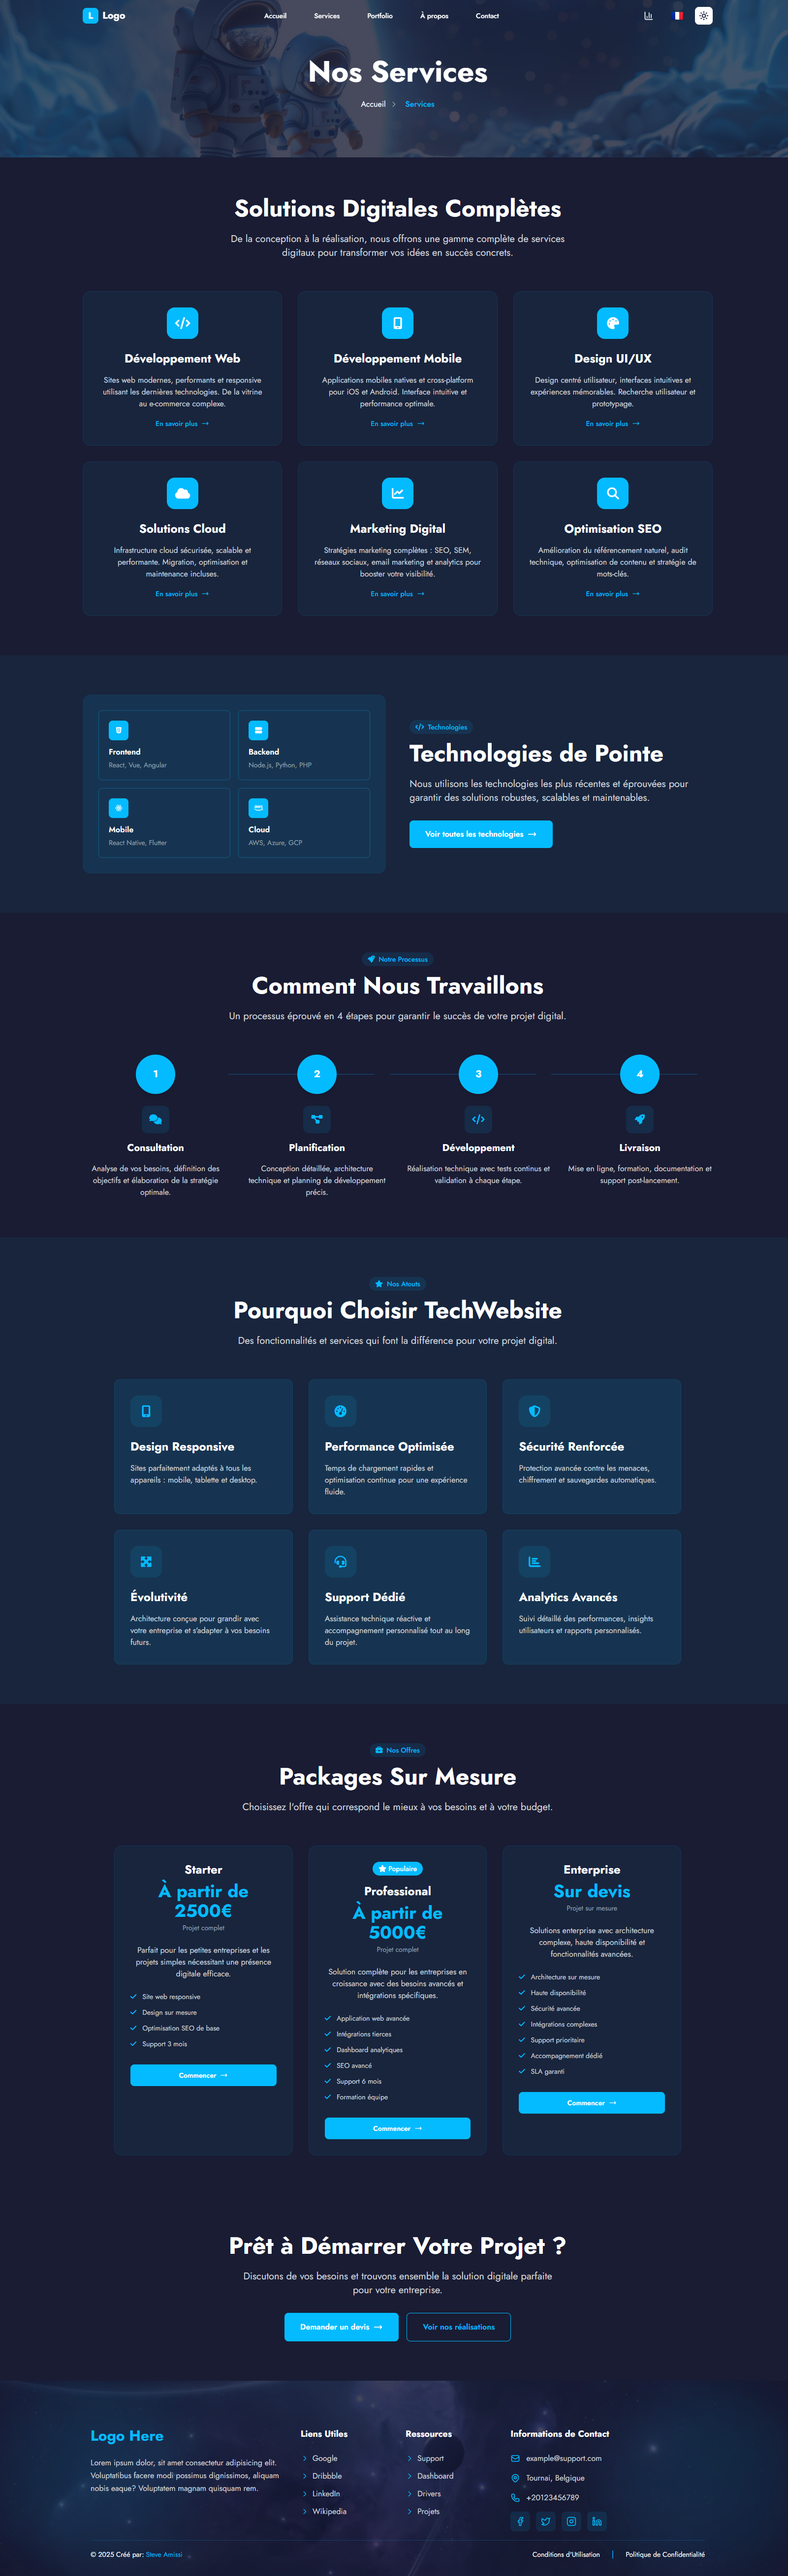 L Logo
Accueil Services Portfolio À propos Contact
Nos Services
Accueil Services
Solutions Digitales Complètes
De la conception à la réalisation, nous offrons une gamme complète de services
digitaux pour transformer vos idées en succès concrets.
Développement Web
Sites web modernes, performants et responsive
utilisant les dernières technologies. De la vitrine
au e-commerce complexe.
En savoir plus
Développement Mobile
Applications mobiles natives et cross-platform
pour iOS et Android. Interface intuitive et
performance optimale.
En savoir plus
Design UI/UX
Design centré utilisateur, interfaces intuitives et
expériences mémorables. Recherche utilisateur et
prototypage.
En savoir plus
Solutions Cloud
Infrastructure cloud sécurisée, scalable et
performante. Migration, optimisation et
maintenance incluses.
En savoir plus
Marketing Digital
Stratégies marketing complètes : SEO, SEM,
réseaux sociaux, email marketing et analytics pour
booster votre visibilité.
En savoir plus
Optimisation SEO
Amélioration du référencement naturel, audit
technique, optimisation de contenu et stratégie de
mots-clés.
En savoir plus
Frontend
React, Vue, Angular
Backend
Node.js, Python, PHP
Mobile
React Native, Flutter
Cloud
AWS, Azure, GCP
Technologies
Technologies de Pointe
Nous utilisons les technologies les plus récentes et éprouvées pour
garantir des solutions robustes, scalables et maintenables.
Voir toutes les technologies
Notre Processus
Comment Nous Travaillons
Un processus éprouvé en 4 étapes pour garantir le succès de votre projet digital.
1
Consultation
Analyse de vos besoins, définition des
objectifs et élaboration de la stratégie
optimale.
2
Planification
Conception détaillée, architecture
technique et planning de développement
précis.
3
Développement
Réalisation technique avec tests continus et
validation à chaque étape.
4
Livraison
Mise en ligne, formation, documentation et
support post-lancement.
Nos Atouts
Pourquoi Choisir TechWebsite
Des fonctionnalités et services qui font la différence pour votre projet digital.
Design Responsive
Sites parfaitement adaptés à tous les
appareils : mobile, tablette et desktop.
Performance Optimisée
Temps de chargement rapides et
optimisation continue pour une expérience
fluide.
Sécurité Renforcée
Protection avancée contre les menaces,
chiffrement et sauvegardes automatiques.
Évolutivité
Architecture conçue pour grandir avec
votre entreprise et s'adapter à vos besoins
futurs.
Support Dédié
Assistance technique réactive et
accompagnement personnalisé tout au long
du projet.
Analytics Avancés
Suivi détaillé des performances, insights
utilisateurs et rapports personnalisés.
Nos Offres
Packages Sur Mesure
Choisissez l'offre qui correspond le mieux à vos besoins et à votre budget.
Starter
À partir de
2500€
Projet complet
Parfait pour les petites entreprises et les
projets simples nécessitant une présence
digitale efficace.
Site web responsive
Design sur mesure
Optimisation SEO de base
Support 3 mois
Commencer
Populaire
Professional
À partir de
5000€
Projet complet
Solution complète pour les entreprises en
croissance avec des besoins avancés et
intégrations spécifiques.
Application web avancée
Intégrations tierces
Dashboard analytiques
SEO avancé
Support 6 mois
Formation équipe
Commencer
Enterprise
Sur devis
Projet sur mesure
Solutions enterprise avec architecture
complexe, haute disponibilité et
fonctionnalités avancées.
Architecture sur mesure
Haute disponibilité
Sécurité avancée
Intégrations complexes
Support prioritaire
Accompagnement dédié
SLA garanti
Commencer
Prêt à Démarrer Votre Projet ?
Discutons de vos besoins et trouvons ensemble la solution digitale parfaite
pour votre entreprise.
Demander un devis
Voir nos réalisations
Logo Here
Lorem ipsum dolor, sit amet consectetur adipisicing elit.
Voluptatibus facere modi possimus dignissimos, aliquam
nobis eaque? Voluptatem magnam quisquam rem.
Liens Utiles
Google
Dribbble
LinkedIn
Wikipedia
Ressources
Support
Dashboard
Drivers
Projets
Informations de Contact
example@support.com
Tournai, Belgique
+20123456789
© 2025 Créé par: Steve Amissi
Conditions d'Utilisation | Politique de Confidentialité